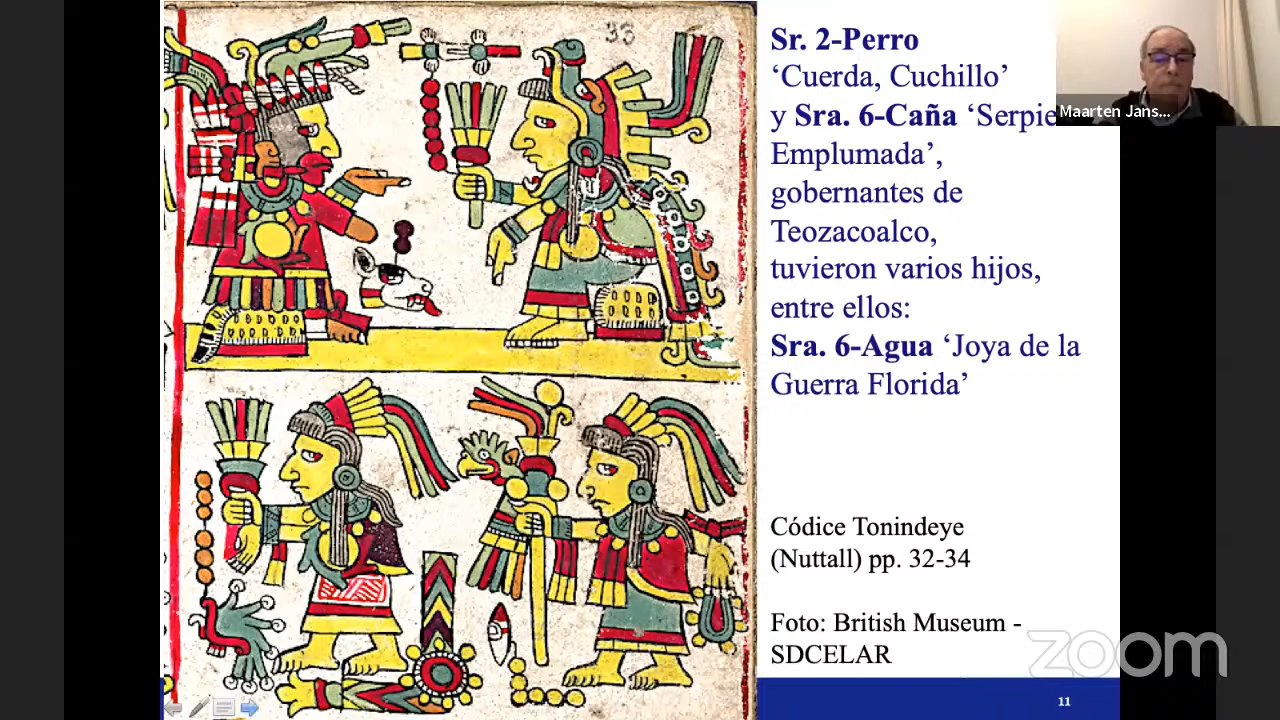 33
Sr. 2-Perro
‘Cuerda, Cuchillo’
y Sra. 6-Caña ‘Serpie
Emplumada’,
gobernantes de
Teozacoalco,
tuvieron varios hijos,
entre ellos:
Sra. 6-Agua ‘Joya de la
Guerra Florida’
Códice Tonindeye
(Nuttall) pp. 32-34
Foto: British Museum -
SDCELAR
11
Maarten Jans...
zoom